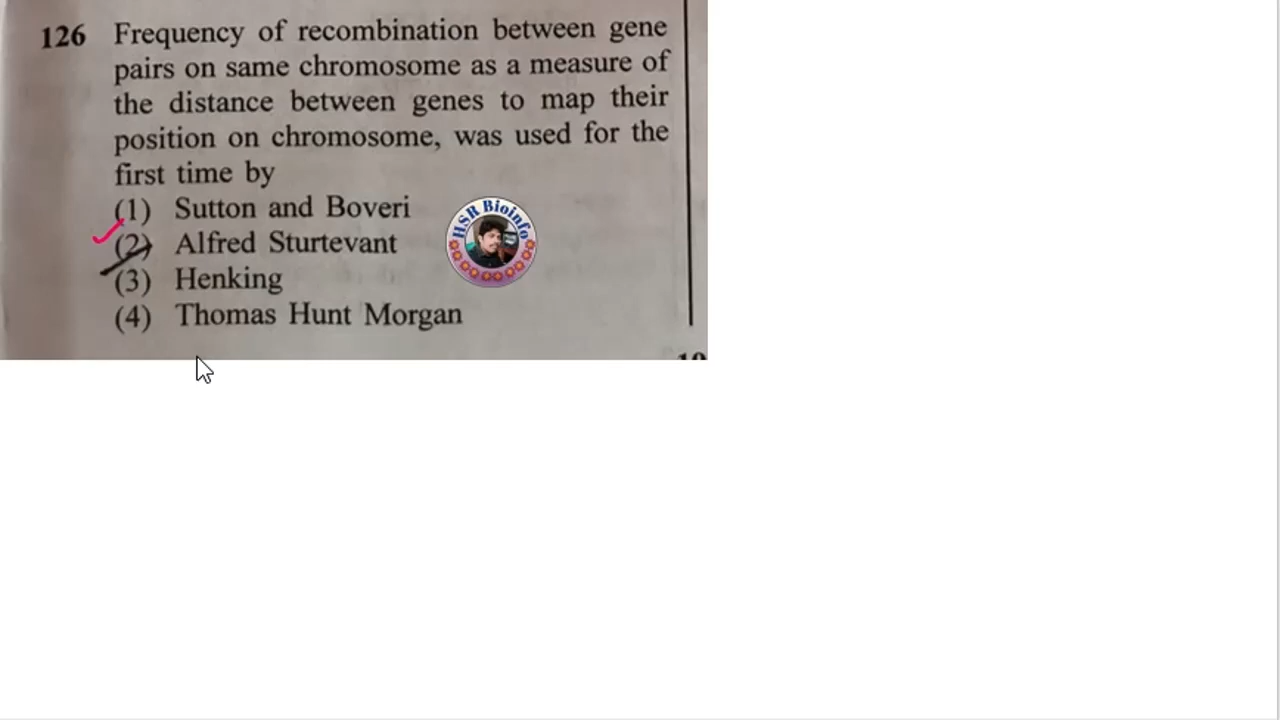 126 Frequency of recombination between gene
pairs on same chromosome as a measure of
the distance between genes to map their
position on chromosome, was used for the
first time by
(1) Sutton and Boveri
(2) Alfred Sturtevant
(3) Henking
(4) Thomas Hunt Morgan
HSR Bioinfo